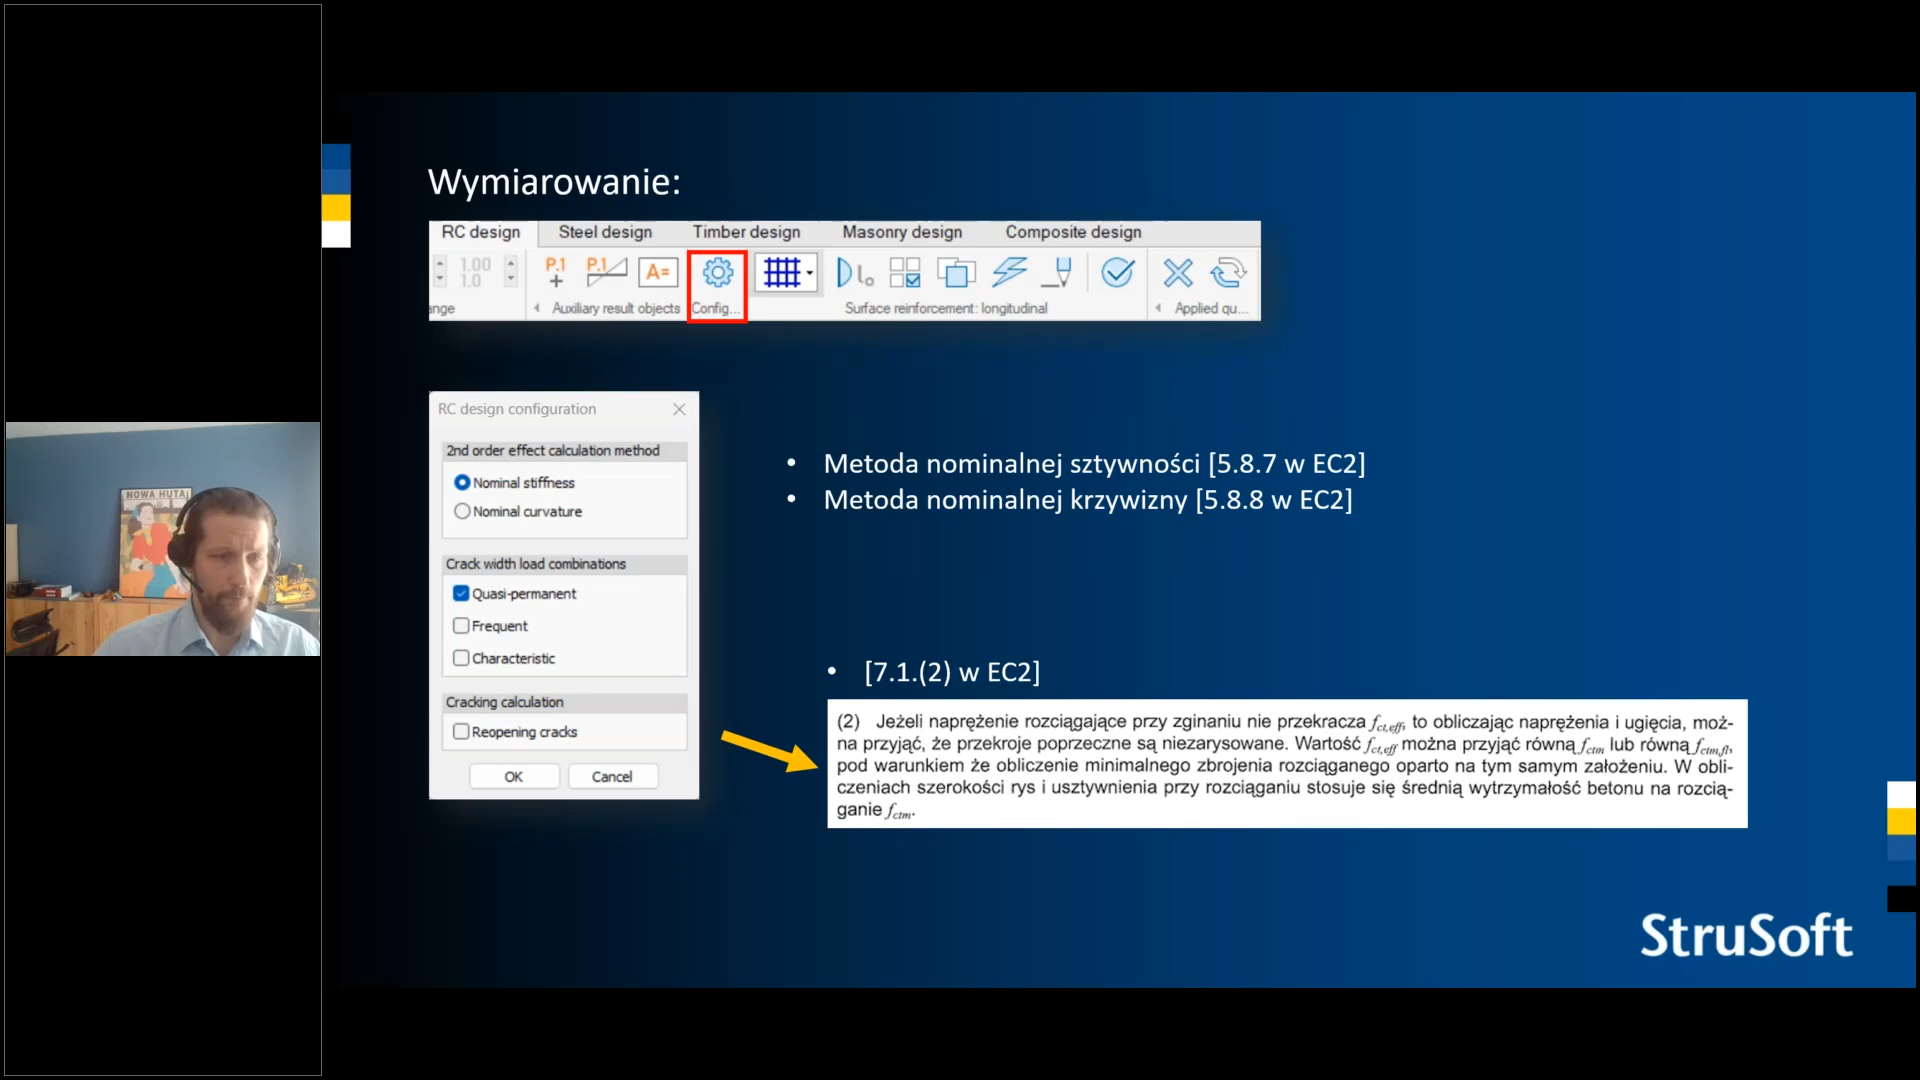 Wymiarowanie:
RC design Steel design Timber design Masonry design Composite design
1.00
1.0
P.1 P.1 A=
ange Auxiliary result objects Config... Surface reinforcement: longitudinal Applied qu...
RC design configuration
2nd order effect calculation method
Nominal stiffness
Nominal curvature
Crack width load combinations
Quasi-permanent
Frequent
Characteristic
Cracking calculation
Reopening cracks
OK Cancel
• Metoda nominalnej sztywności [5.8.7 w EC2]
• Metoda nominalnej krzywizny [5.8.8 w EC2]
• [7.1.(2) w EC2]
(2) Jeżeli naprężenie rozciągające przy zginaniu nie przekracza fct,eff, to obliczając naprężenia i ugięcia, moż-
na przyjąć, że przekroje poprzeczne są niezarysowane. Wartość fct,eff można przyjąć równą fctm lub równą fctm,fl,
pod warunkiem że obliczenie minimalnego zbrojenia rozciąganego oparto na tym samym założeniu. W obli-
czeniach szerokości rys i usztywnienia przy rozciąganiu stosuje się średnią wytrzymałość betonu na rozcią-
ganie fctm.
NOWA HUTA
StruSoft